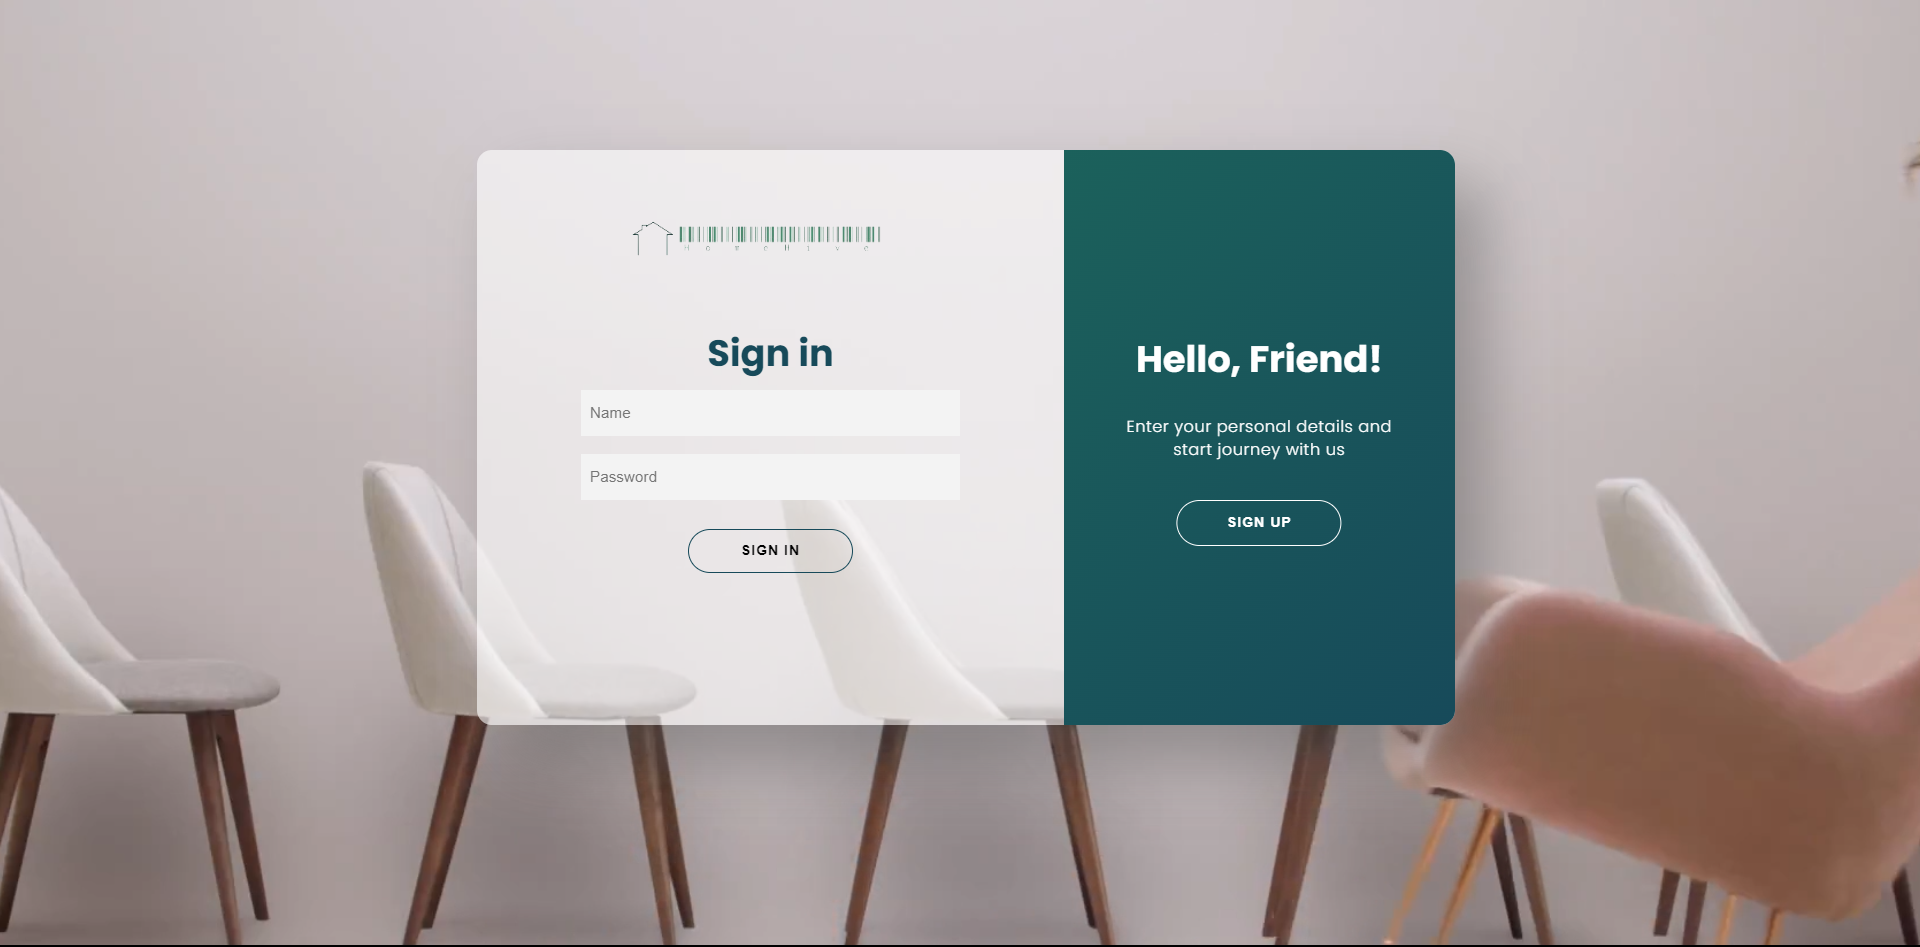 HomeHive
Sign in
Name
Password
SIGN IN
Hello, Friend!
Enter your personal details and
start journey with us
SIGN UP